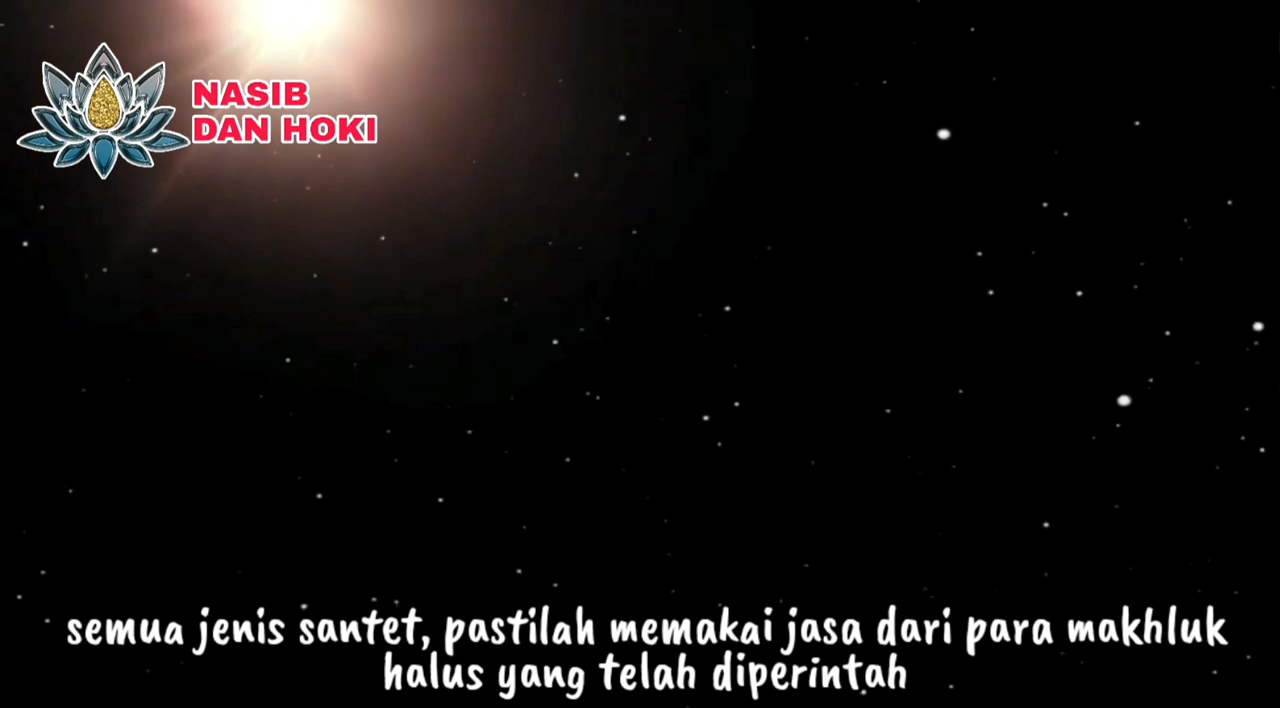 NASIB
DAN HOKI
semua jenis santet, pastilah memakai jasa dari para makhluk
halus yang telah diperintah